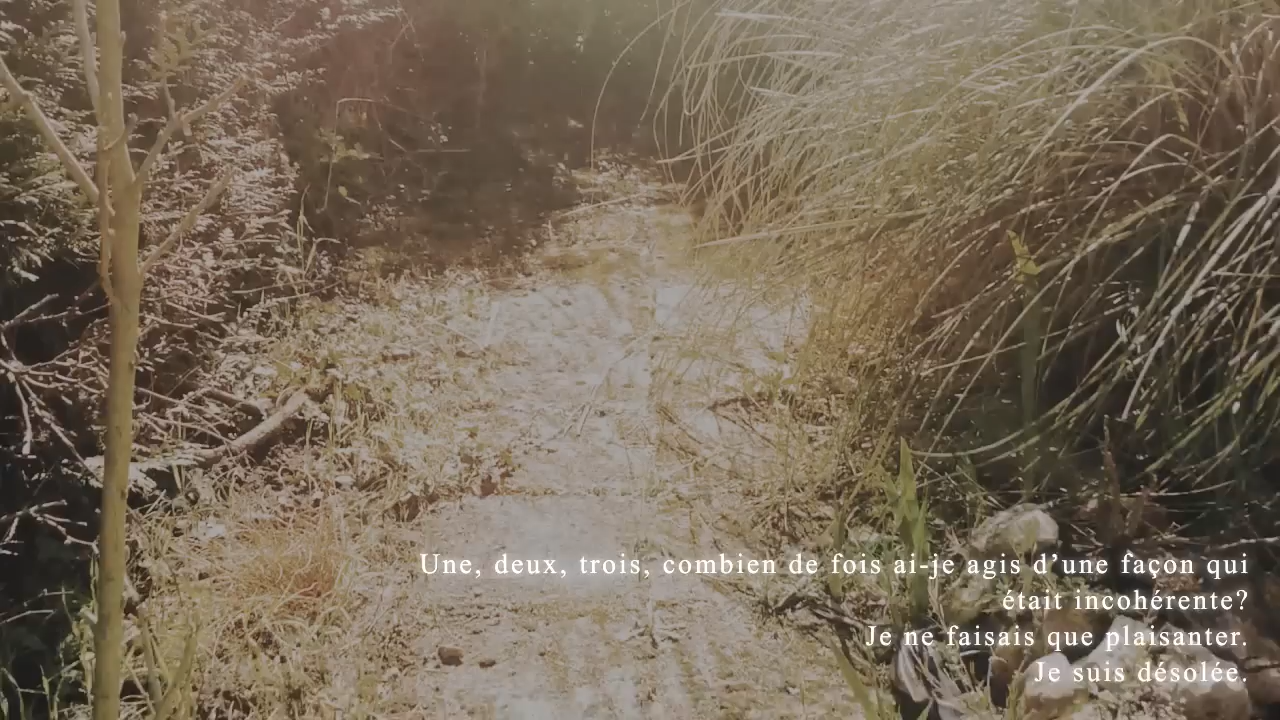 Une, deux, trois, combien de fois ai-je agis d’une façon qui
était incohérente?
Je ne faisais que plaisanter.
Je suis désolée.